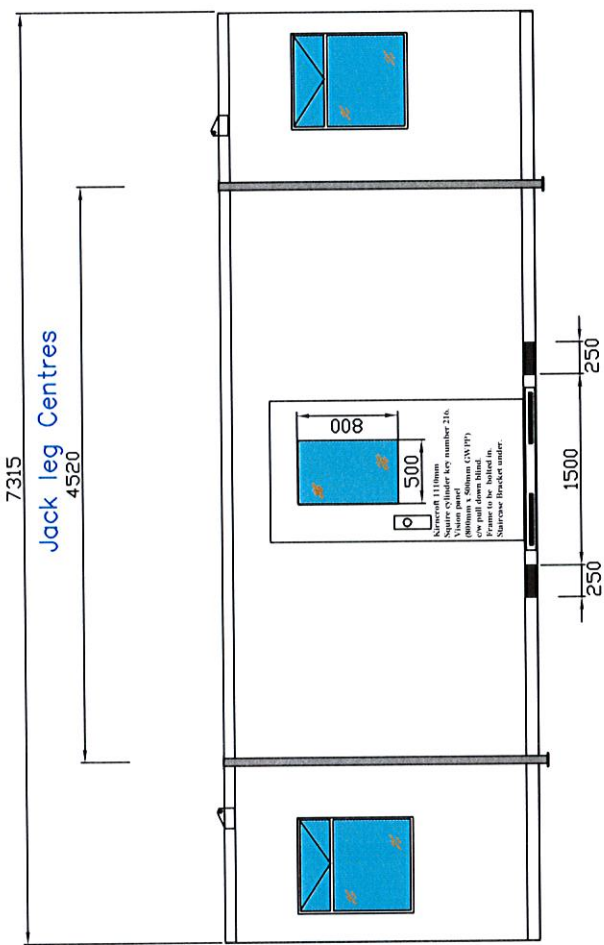 7315
Jack leg Centres
4520
800
500
Kirncroft 1110mm
Squire cylinder key number 216.
Vision panel
(800mm x 500mm GWPP)
c/w pull down blind.
Frame to be bolted in.
Staircase Bracket under.
250
1500
250